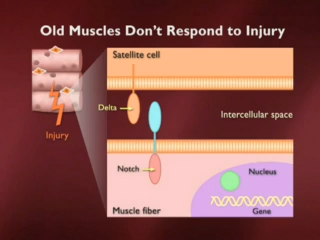 Old Muscles Don't Respond to Injury
Satellite cell
Delta
Intercellular space
Injury
Notch
Nucleus
Muscle fiber
Gene